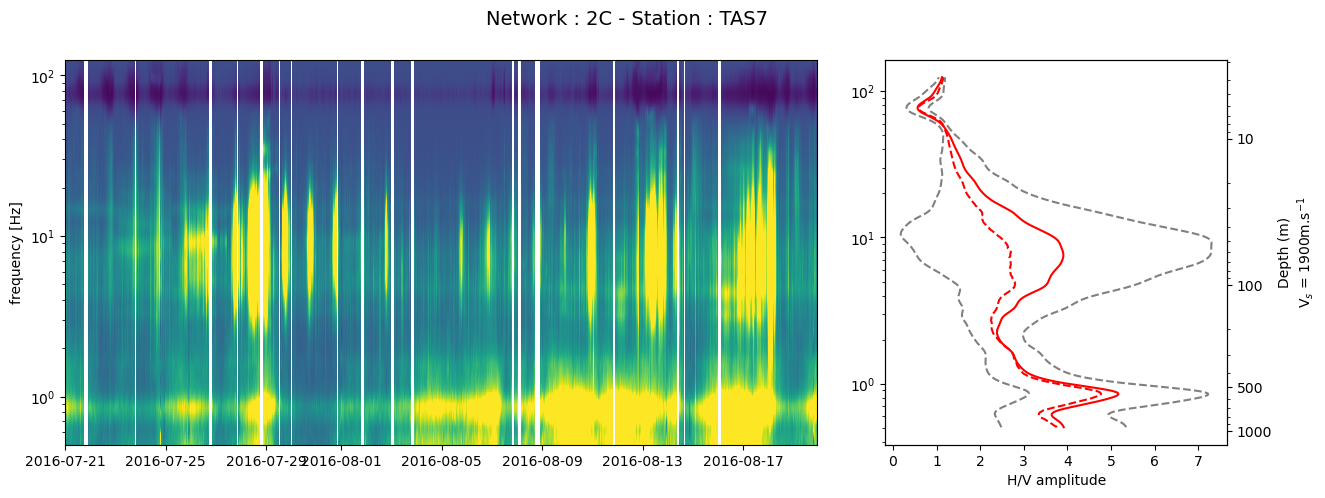 Network : 2C - Station : TAS7
10²
10¹
10⁰
frequency [Hz]
2016-07-21 2016-07-25 2016-07-29 2016-08-01 2016-08-05 2016-08-09 2016-08-13 2016-08-17
10²
10¹
10⁰
0 1 2 3 4 5 6 7
H/V amplitude
10
100
500
1000
Depth (m)
Vₛ = 1900m.s⁻¹